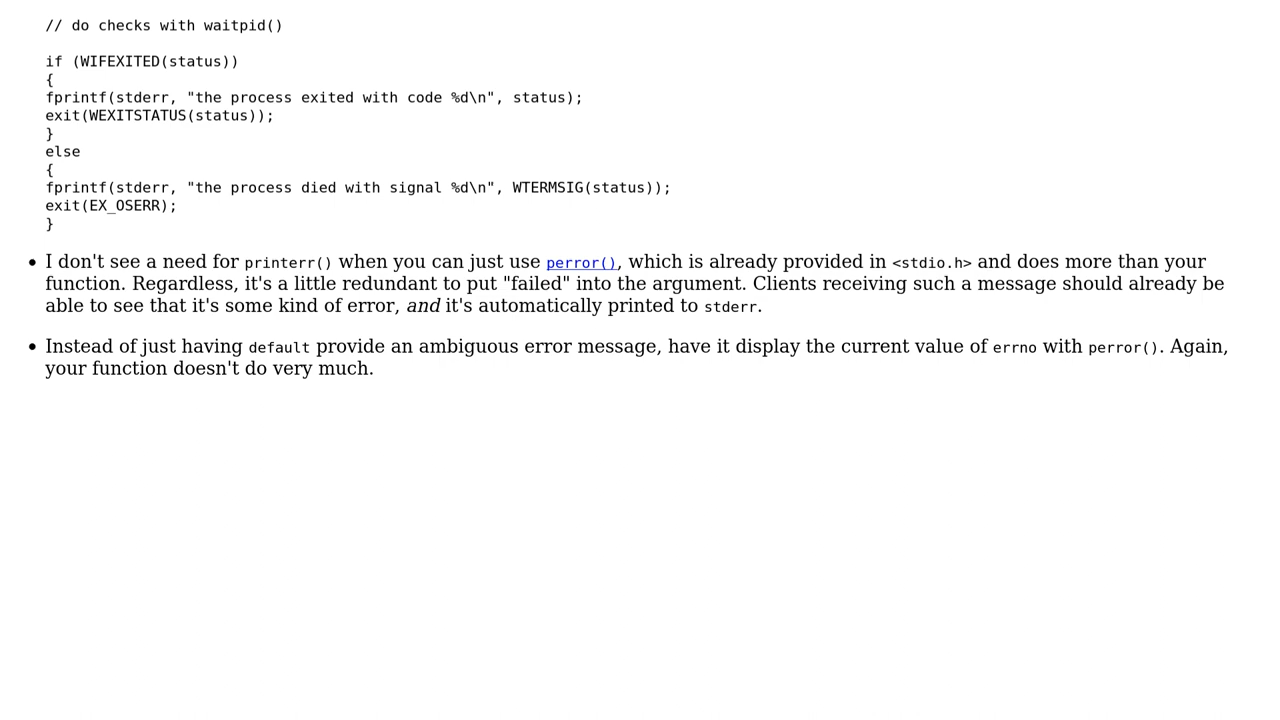 // do checks with waitpid()
if (WIFEXITED(status))
{
fprintf(stderr, "the process exited with code %d\n", status);
exit(WEXITSTATUS(status));
}
else
{
fprintf(stderr, "the process died with signal %d\n", WTERMSIG(status));
exit(EX_OSERR);
}
• I don't see a need for printerr() when you can just use perror(), which is already provided in <stdio.h> and does more than your
function. Regardless, it's a little redundant to put "failed" into the argument. Clients receiving such a message should already be
able to see that it's some kind of error, and it's automatically printed to stderr.
• Instead of just having default provide an ambiguous error message, have it display the current value of errno with perror(). Again,
your function doesn't do very much.